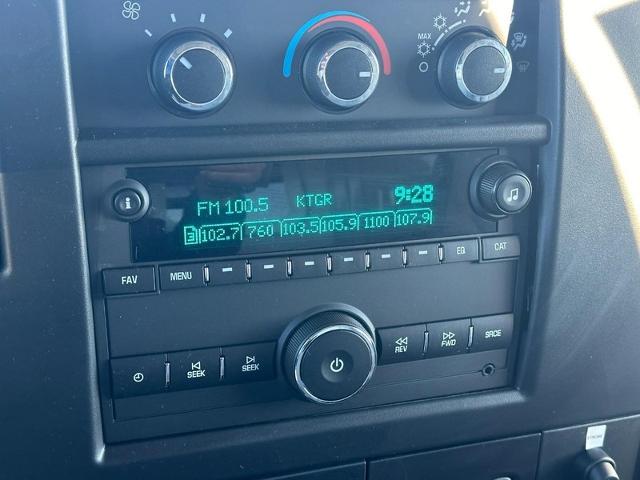 MAX
FM 100.5 KTGR 9:28
3 102.7 760 103.5 105.9 1100 107.9
FAV MENU EQ CAT
SEEK SEEK REV FWD SRCE